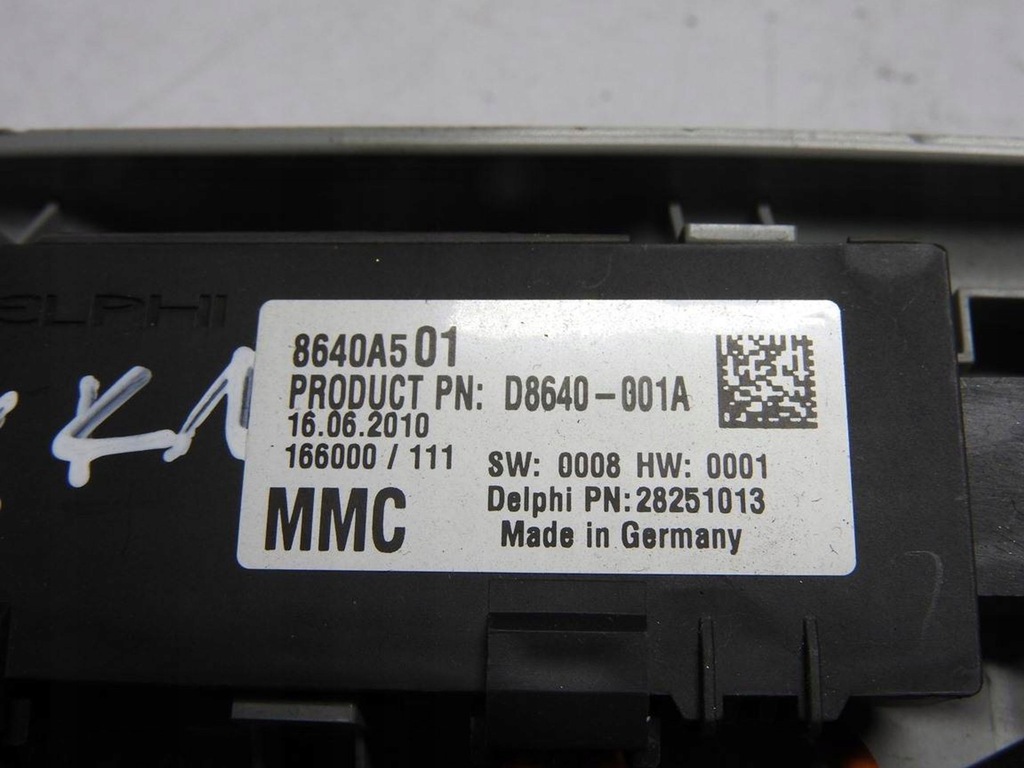 DELPHI
8640A501
PRODUCT PN: D8640-001A
16.06.2010
166000 / 111
SW: 0008 HW: 0001
MMC
Delphi PN:28251013
Made in Germany